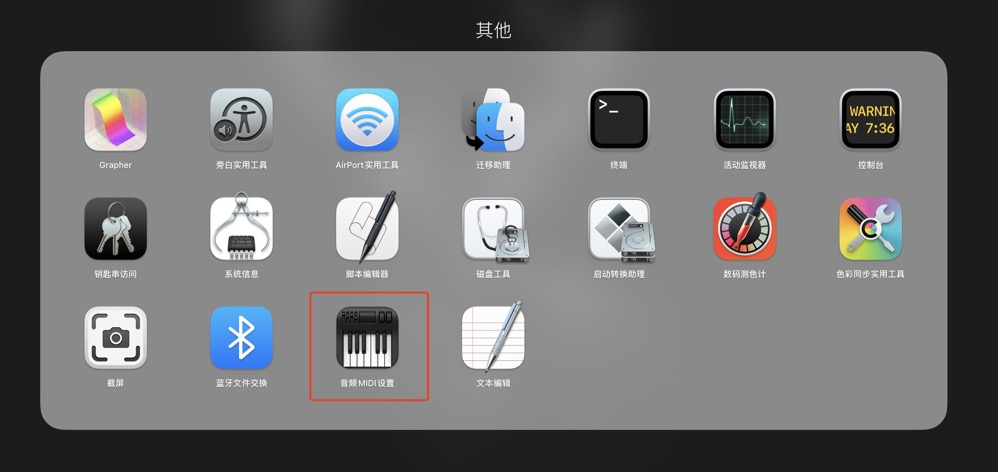 其他
Grapher
旁白实用工具
AirPort实用工具
迁移助理
>_
终端
活动监视器
WARNIN
AY 7:36
控制台
钥匙串访问
系统信息
脚本编辑器
磁盘工具
启动转换助理
数码测色计
色彩同步实用工具
截屏
蓝牙文件交换
音频MIDI设置
文本编辑